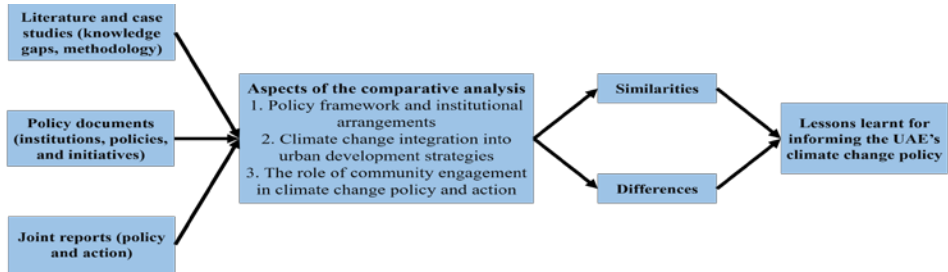 Literature and case
studies (knowledge
gaps, methodology)
Policy documents
(institutions, policies,
and initiatives)
Joint reports (policy
and action)
Aspects of the comparative analysis
1. Policy framework and institutional
arrangements
2. Climate change integration into
urban development strategies
3. The role of community engagement
in climate change policy and action
Similarities
Differences
Lessons learnt for
informing the UAE's
climate change policy